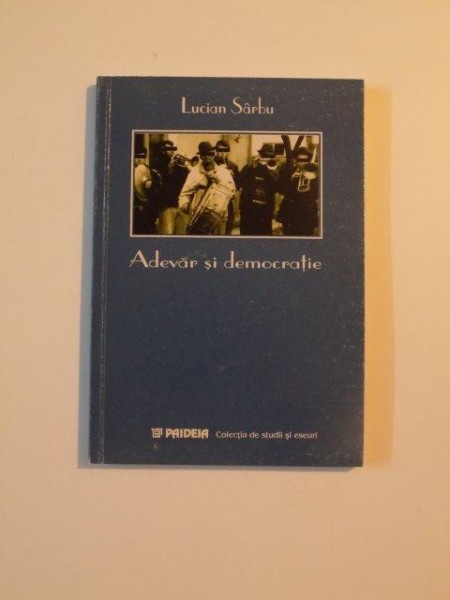 Lucian Sârbu
Adevăr și democrație
PAIDEIA Colecția de studii și eseuri